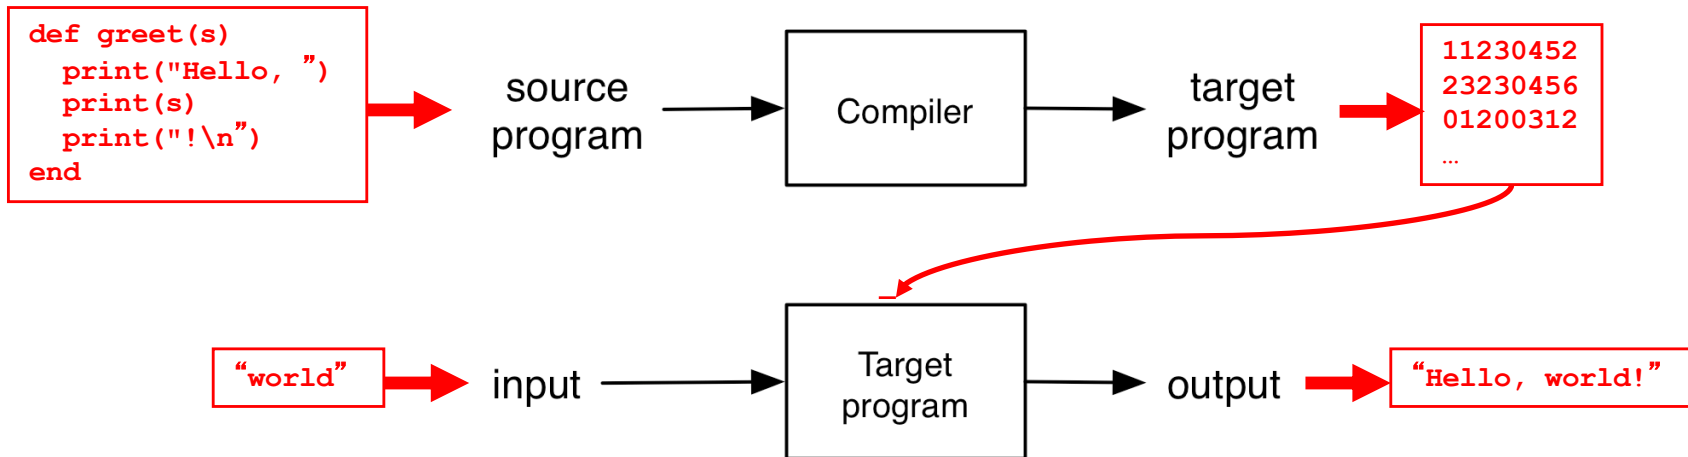 def greet(s)
  print("Hello, ”)
  print(s)
  print("!\n”)
end
source
program
Compiler
target
program
11230452
23230456
01200312
…
“world”
input
Target
program
output
“Hello, world!”